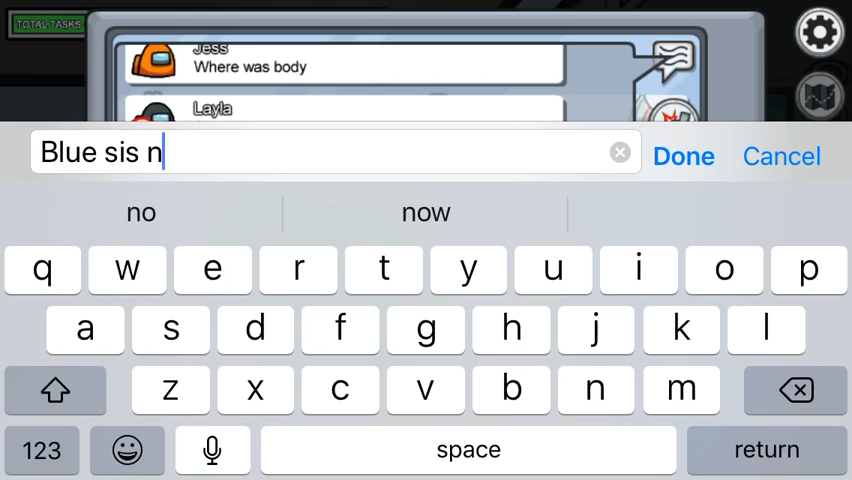 TOTAL TASKS
Jess
Where was body
Layla
Blue sis n
Done
Cancel
no
now
q w e r t y u i o p
a s d f g h j k l
z x c v b n m
123
space
return